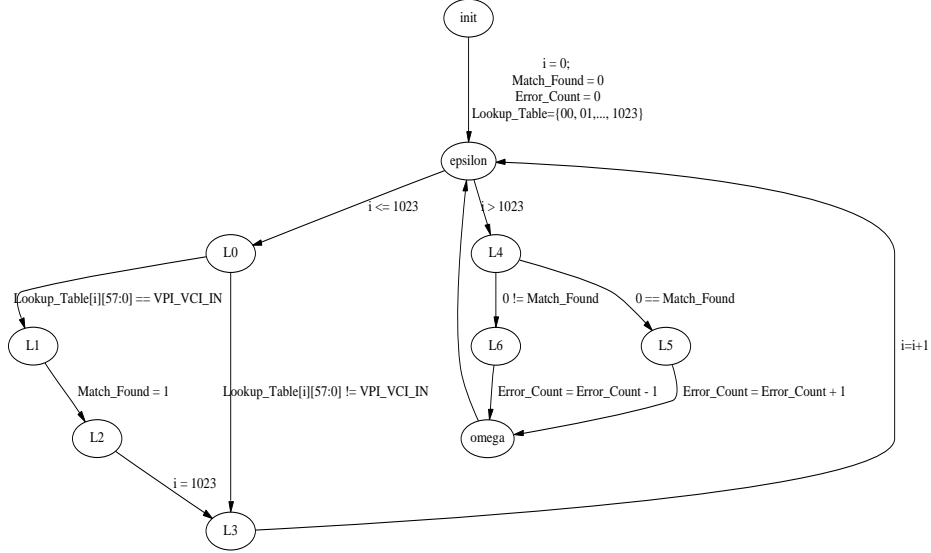 init
i = 0;
Match_Found = 0
Error_Count = 0
Lookup_Table={00, 01,..., 1023}
epsilon
i <= 1023
i > 1023
L0
L4
Lookup_Table[i][57:0] == VPI_VCI_IN
0 != Match_Found
0 == Match_Found
L1
L6
L5
i=i+1
Match_Found = 1
Lookup_Table[i][57:0] != VPI_VCI_IN
Error_Count = Error_Count - 1
Error_Count = Error_Count + 1
L2
omega
i = 1023
L3